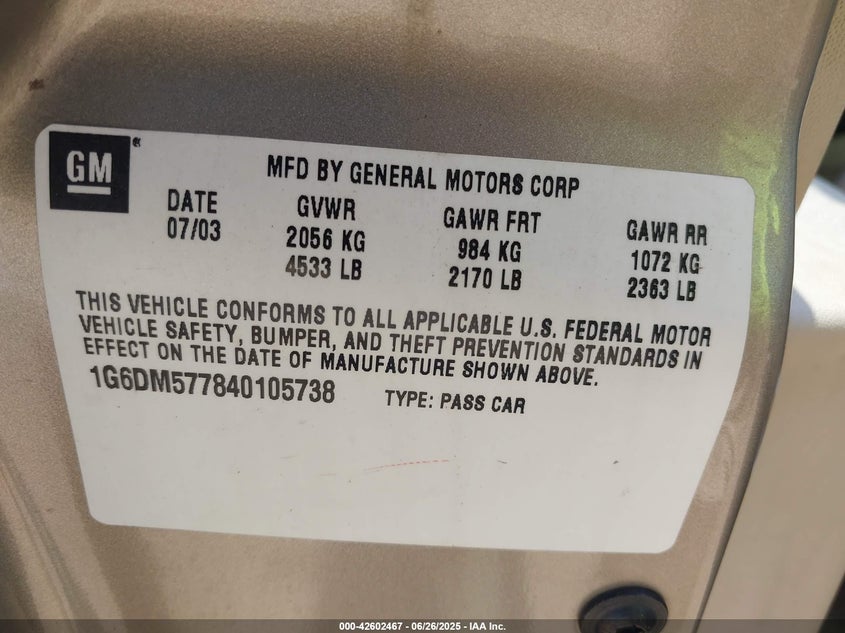 GM
MFD BY GENERAL MOTORS CORP
DATE GVWR GAWR FRT GAWR RR
07/03 2056 KG 984 KG 1072 KG
4533 LB 2170 LB 2363 LB
THIS VEHICLE CONFORMS TO ALL APPLICABLE U.S. FEDERAL MOTOR
VEHICLE SAFETY, BUMPER, AND THEFT PREVENTION STANDARDS IN
EFFECT ON THE DATE OF MANUFACTURE SHOWN ABOVE.
1G6DM577840105738 TYPE: PASS CAR
000-42602467 - 06/26/2025 - IAA Inc.